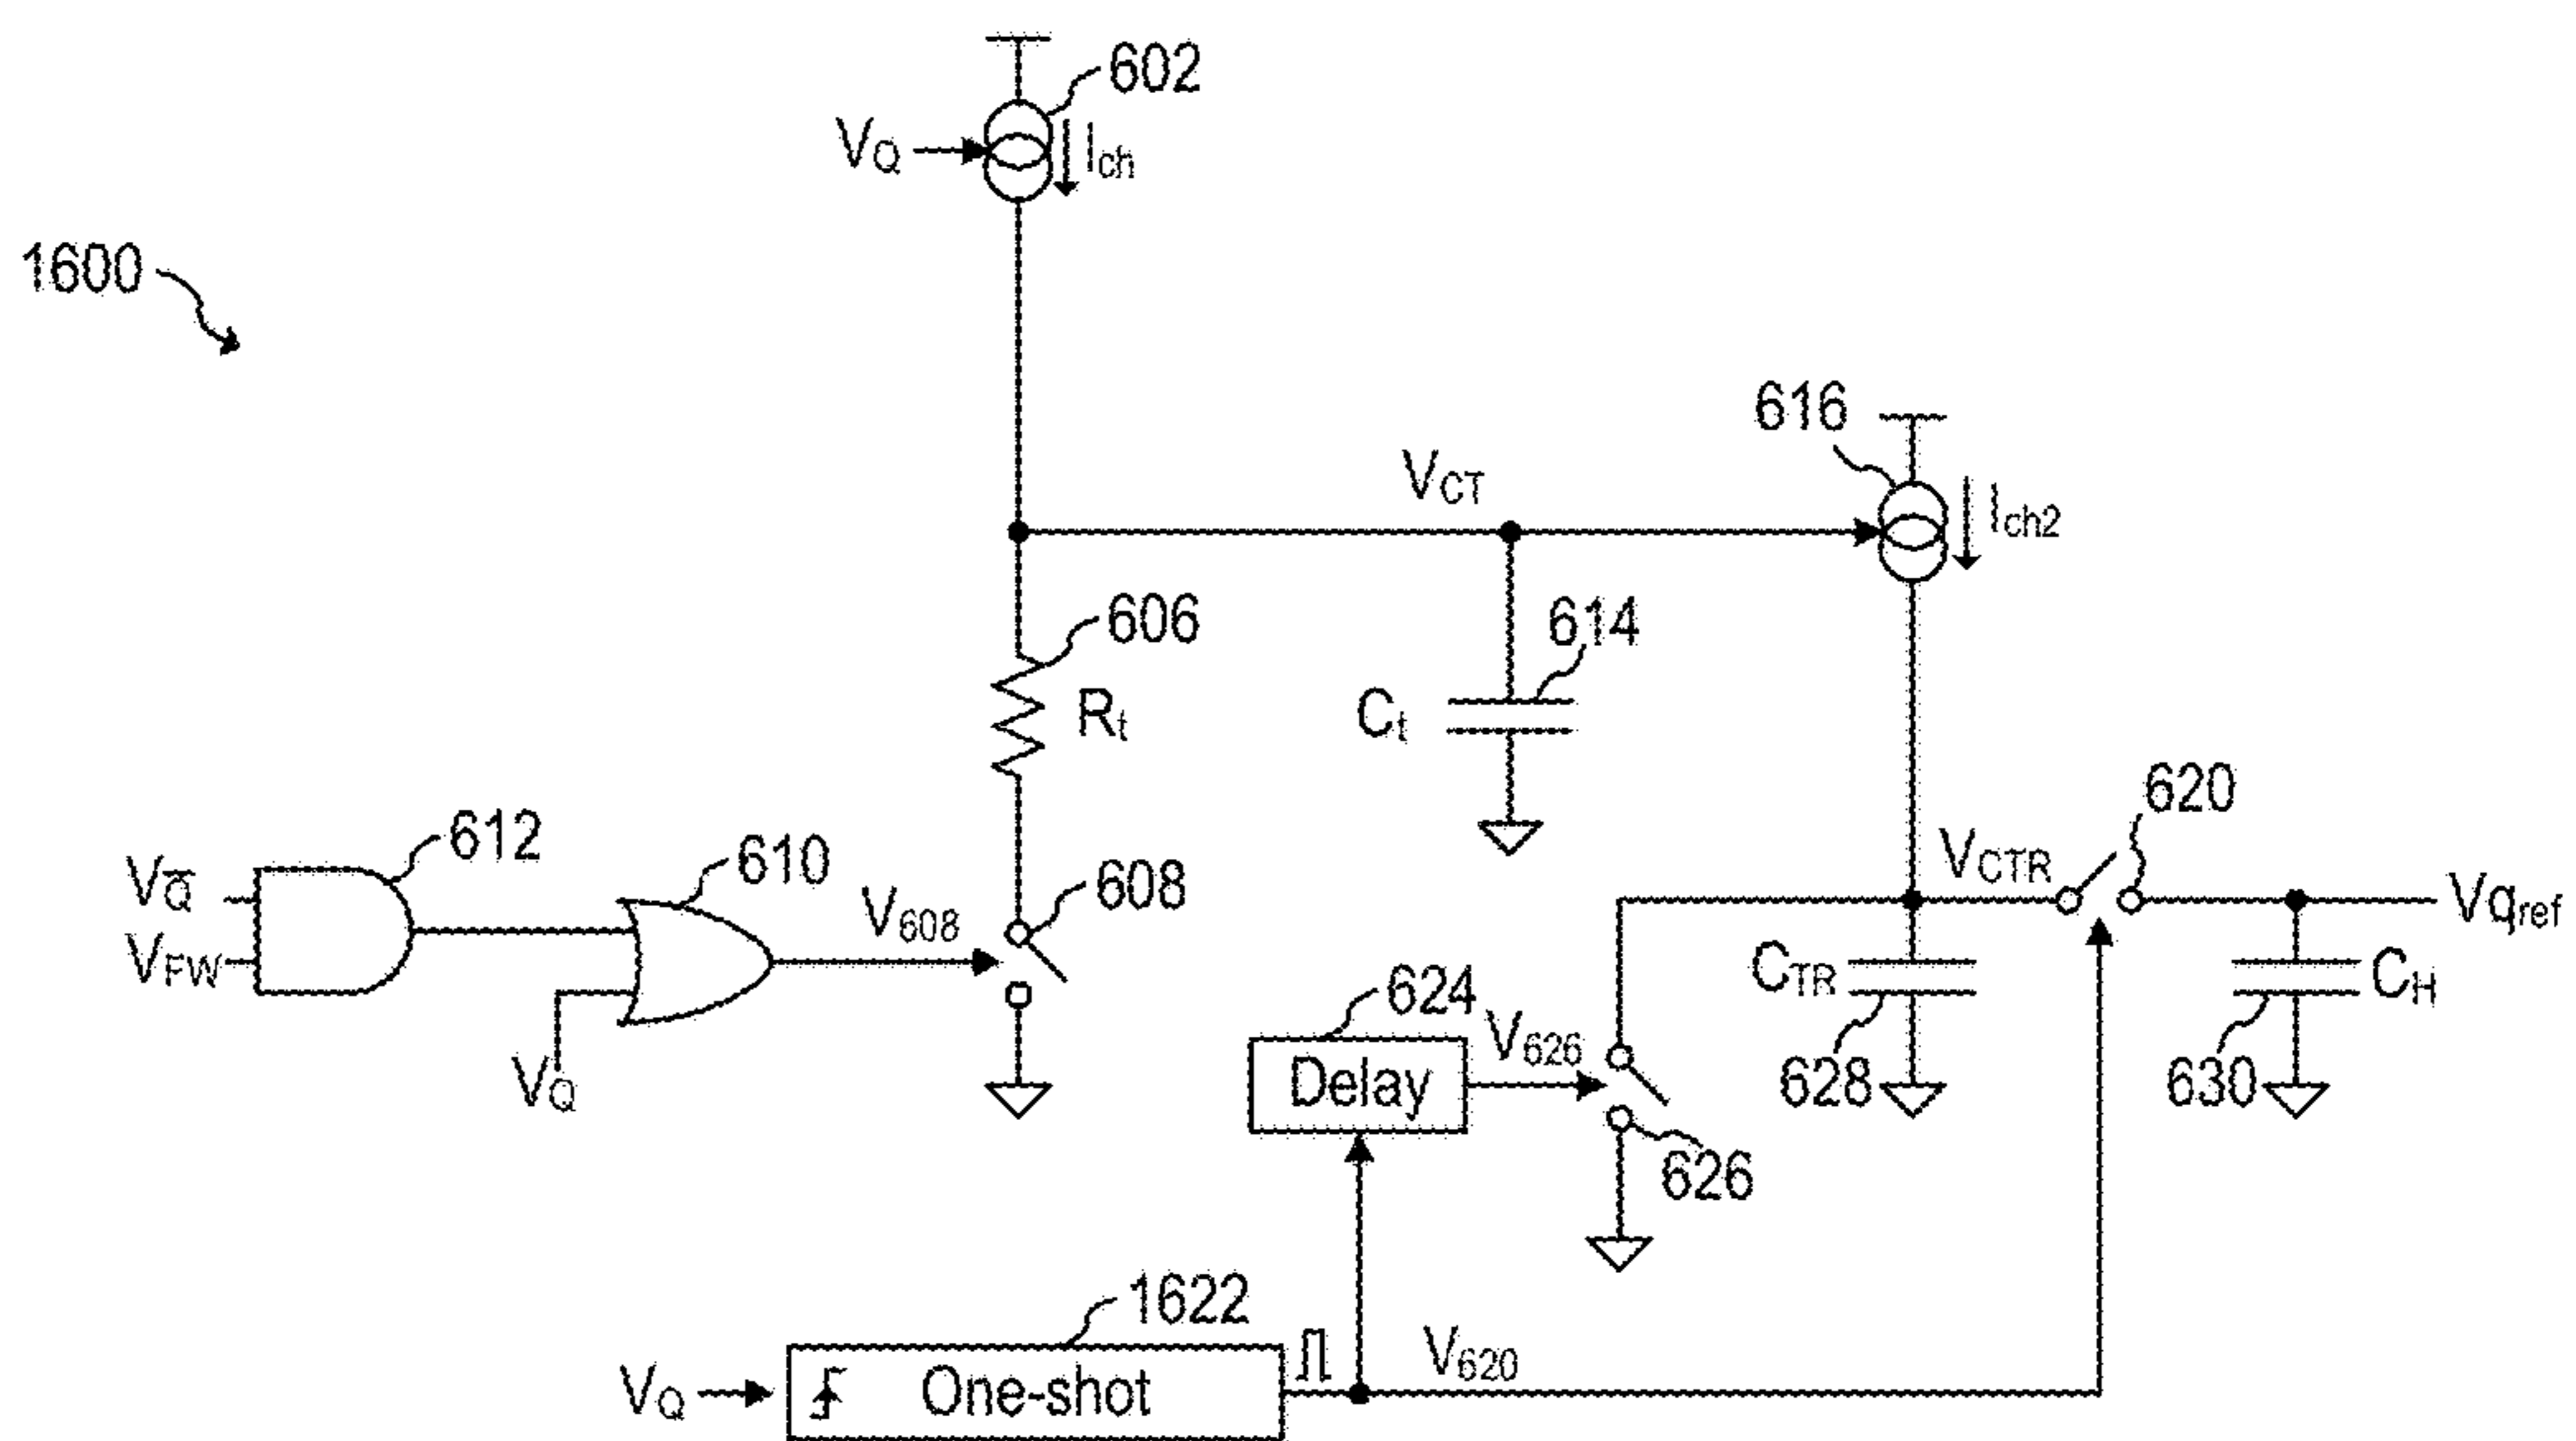 602
VQ
Ich
1600
616
VCT
Ich2
606
614
Rt
Ct
620
612
610
VCTR
VQ̅
608
V608
Vqref
VFW
CTR
CH
624
V626
VQ
Delay
628
630
626
1622
V620
VQ
One-shot